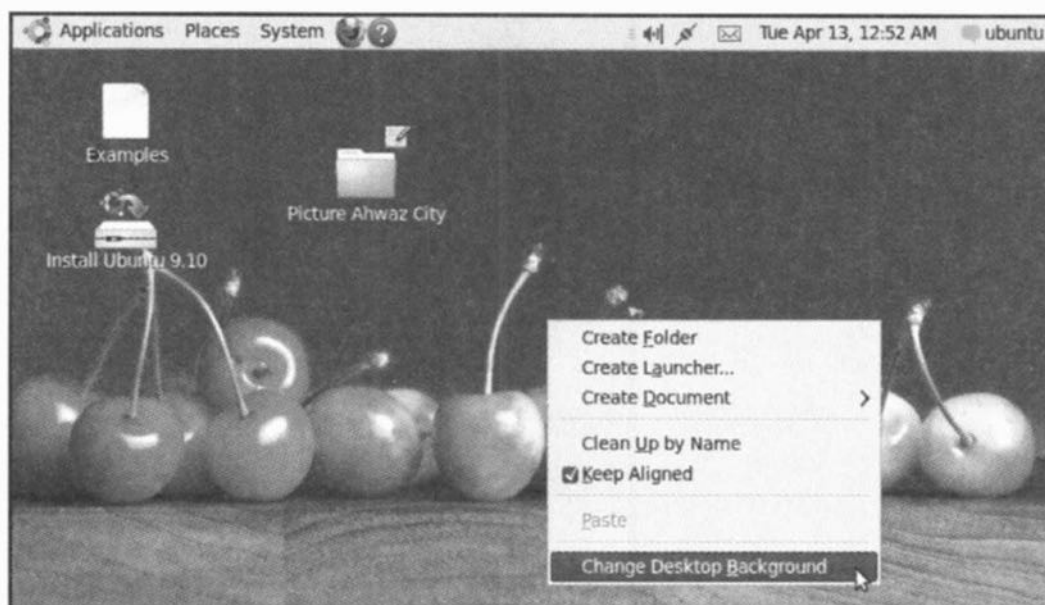 Applications Places System Tue Apr 13, 12:52 AM ubuntu
Examples
Picture Ahwaz City
Install Ubuntu 9.10
Create Folder
Create Launcher...
Create Document
Clean Up by Name
Keep Aligned
Paste
Change Desktop Background